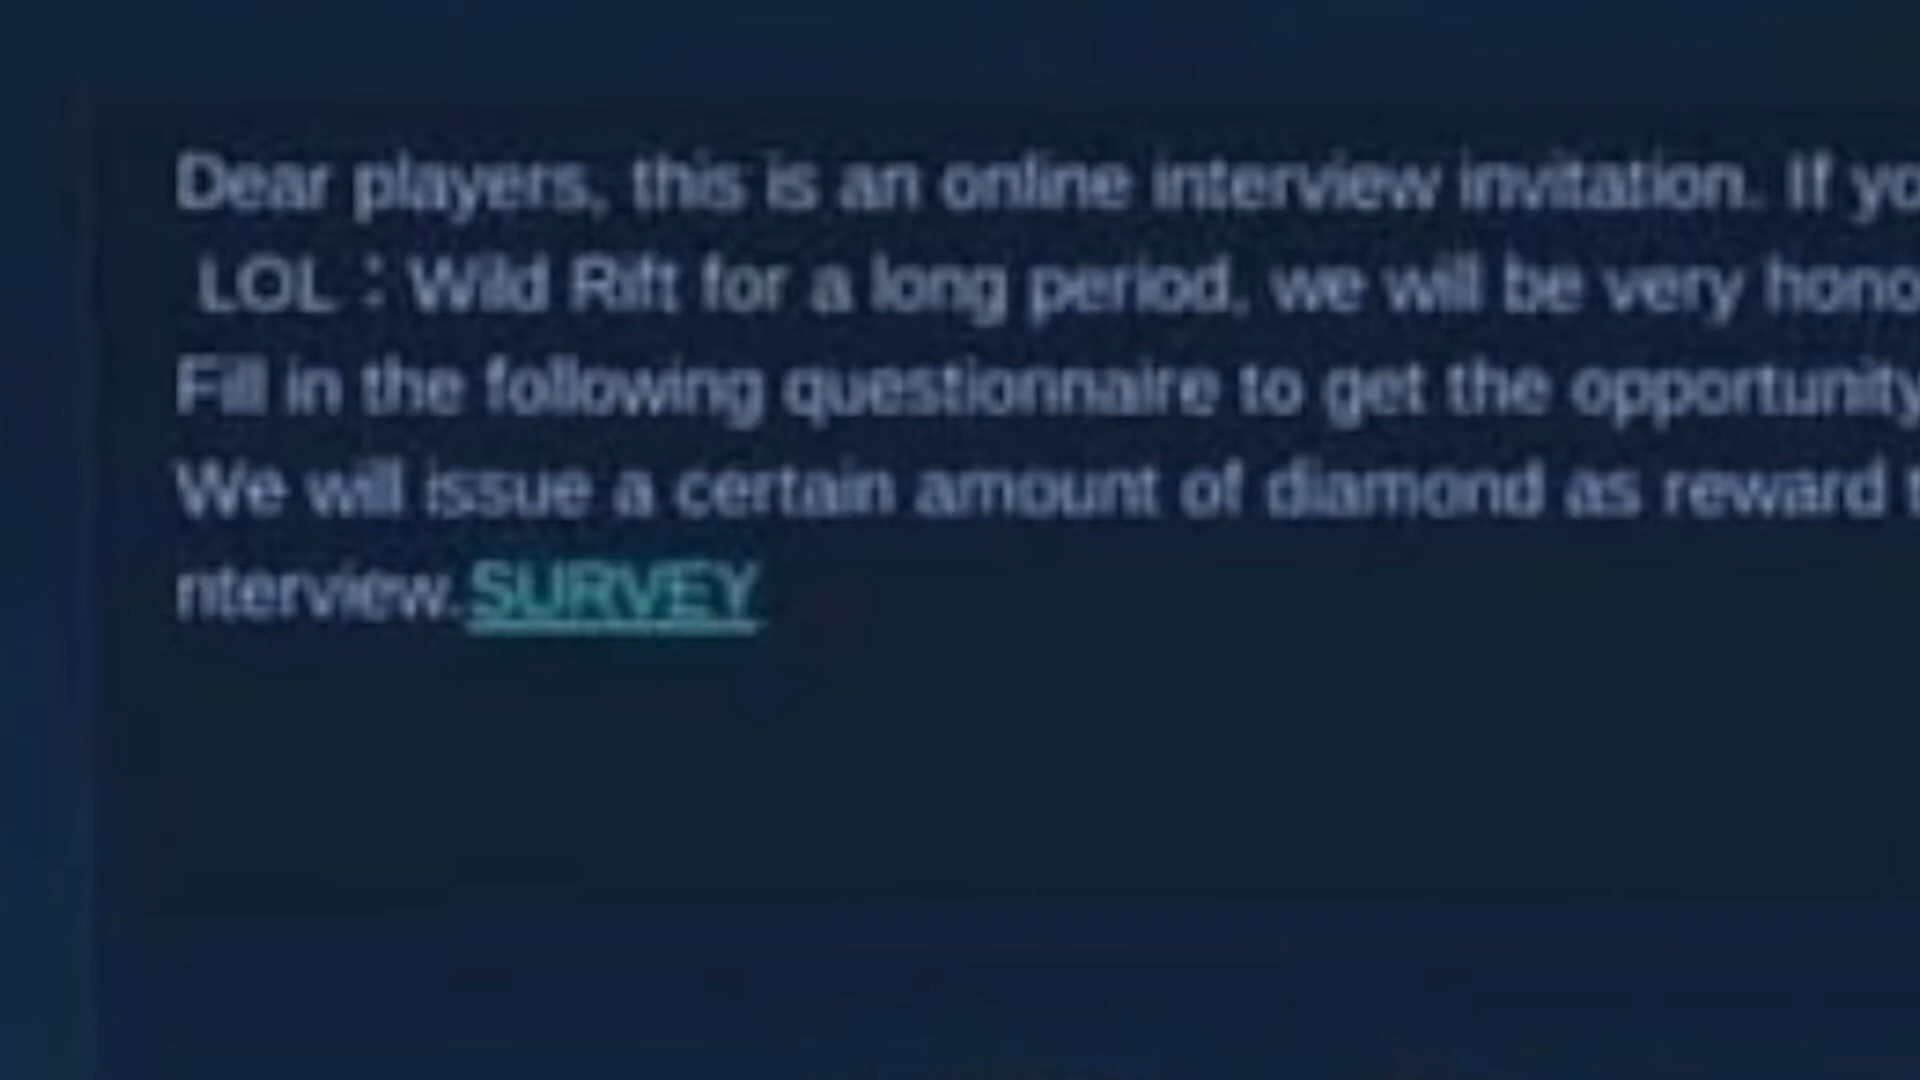 Dear players, this is an online interview invitation. If yo
LOL：Wild Rift for a long period, we will be very hono
Fill in the following questionnaire to get the opportunity
We will issue a certain amount of diamond as reward t
nterview.SURVEY